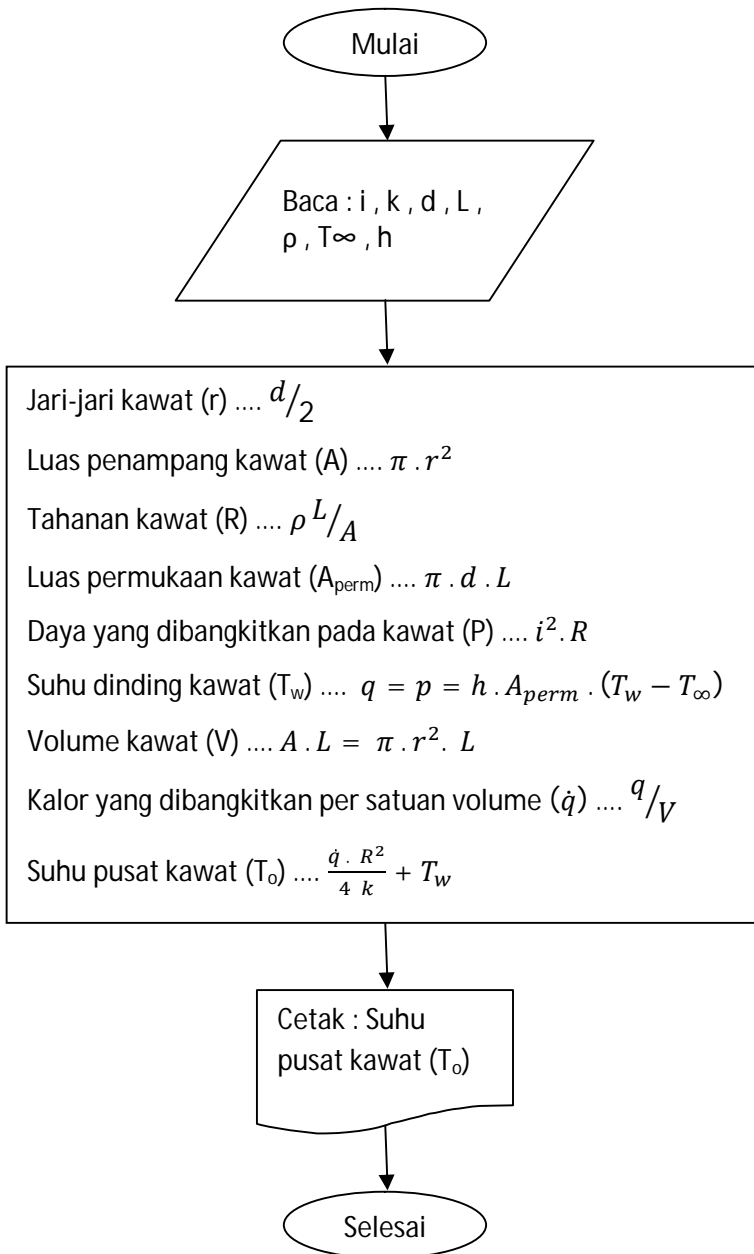 Mulai
Baca : i , k , d , L ,
ρ , T∞ , h
Jari-jari kawat (r) .... d/2
Luas penampang kawat (A) .... π . r²
Tahanan kawat (R) .... ρ L/A
Luas permukaan kawat (Aperm) .... π . d . L
Daya yang dibangkitkan pada kawat (P) .... i² . R
Suhu dinding kawat (Tw) .... q = p = h . Aperm . (Tw − T∞)
Volume kawat (V) .... A . L = π . r² . L
Kalor yang dibangkitkan per satuan volume (q̇) .... q/V
Suhu pusat kawat (To) .... q̇ . R² / 4 k + Tw
Cetak : Suhu
pusat kawat (To)
Selesai